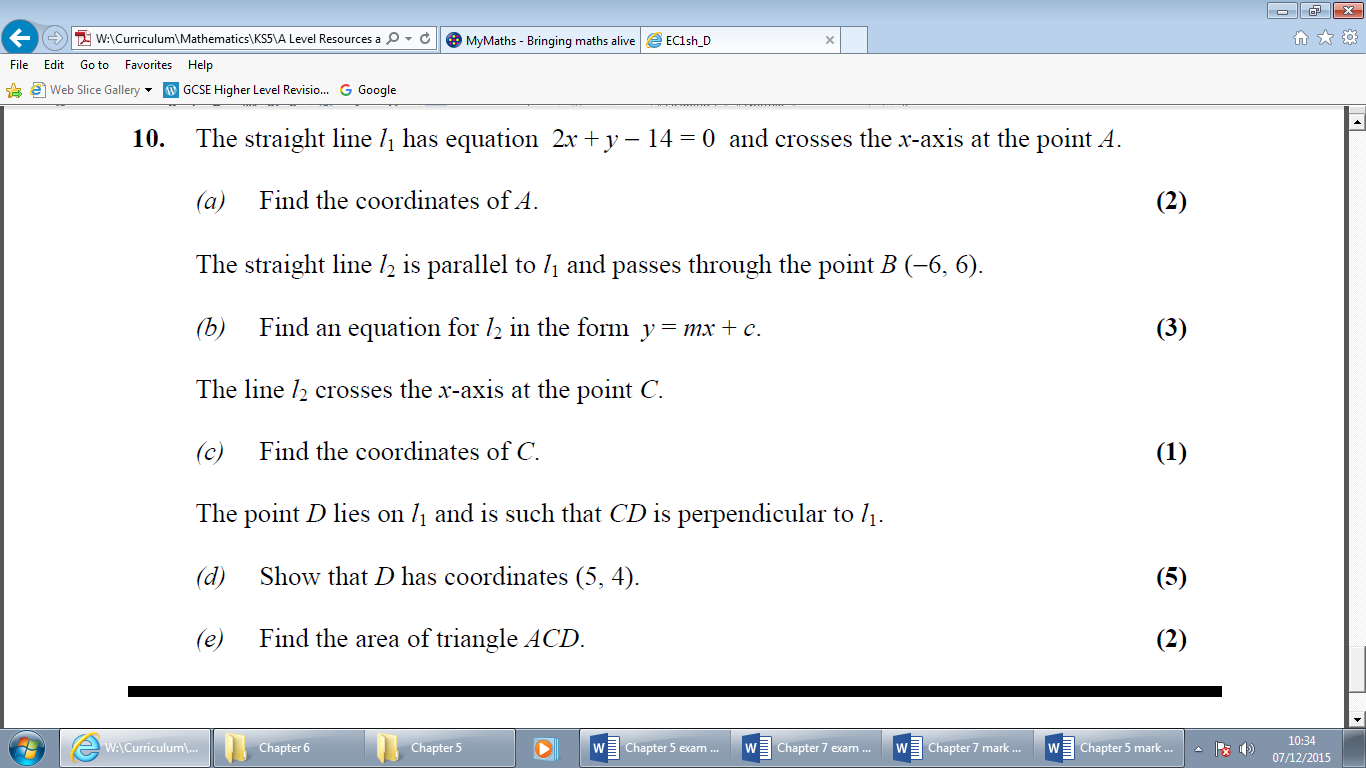 W:\Curriculum\Mathematics\KS5\A Level Resources a
MyMaths - Bringing maths alive
EC1sh_D
File Edit Go to Favorites Help
Web Slice Gallery GCSE Higher Level Revisio... Google
10. The straight line l₁ has equation 2x + y – 14 = 0 and crosses the x-axis at the point A.
(a) Find the coordinates of A. (2)
The straight line l₂ is parallel to l₁ and passes through the point B (–6, 6).
(b) Find an equation for l₂ in the form y = mx + c. (3)
The line l₂ crosses the x-axis at the point C.
(c) Find the coordinates of C. (1)
The point D lies on l₁ and is such that CD is perpendicular to l₁.
(d) Show that D has coordinates (5, 4). (5)
(e) Find the area of triangle ACD. (2)
W:\Curriculum\... Chapter 6 Chapter 5 Chapter 5 exam ... Chapter 7 exam ... Chapter 7 mark ... Chapter 5 mark ... 10:34
07/12/2015